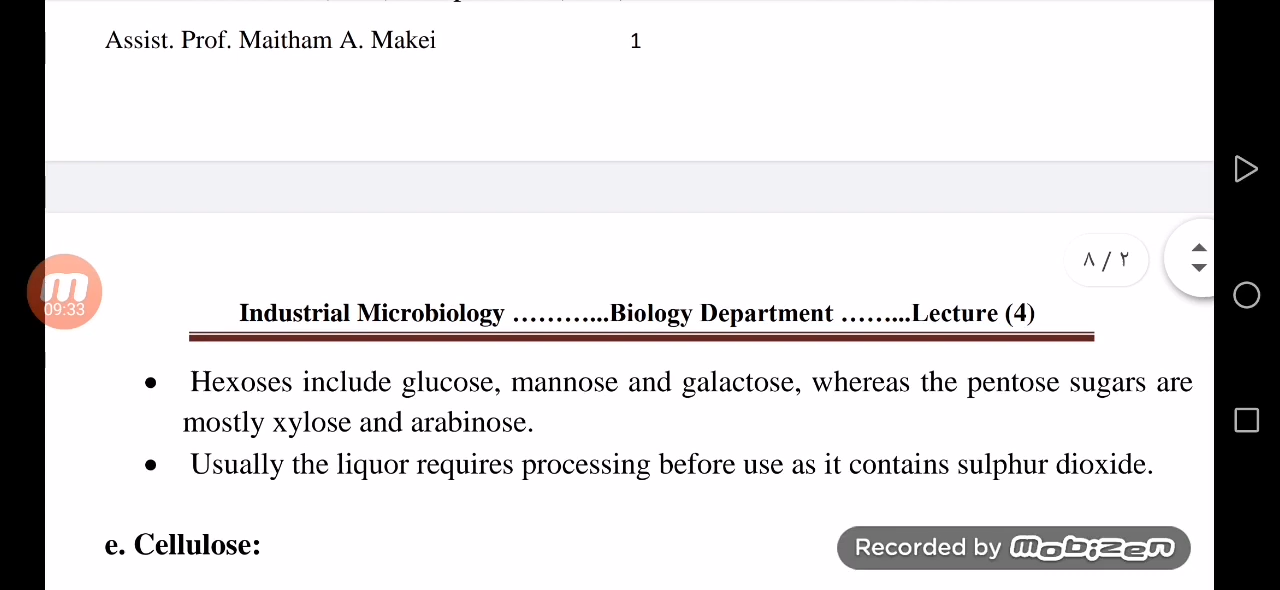 Assist. Prof. Maitham A. Makei 1
٨ / ٢
09:33
Industrial Microbiology ………...Biology Department ……...Lecture (4)
• Hexoses include glucose, mannose and galactose, whereas the pentose sugars are
mostly xylose and arabinose.
• Usually the liquor requires processing before use as it contains sulphur dioxide.
e. Cellulose:
Recorded by mobizen